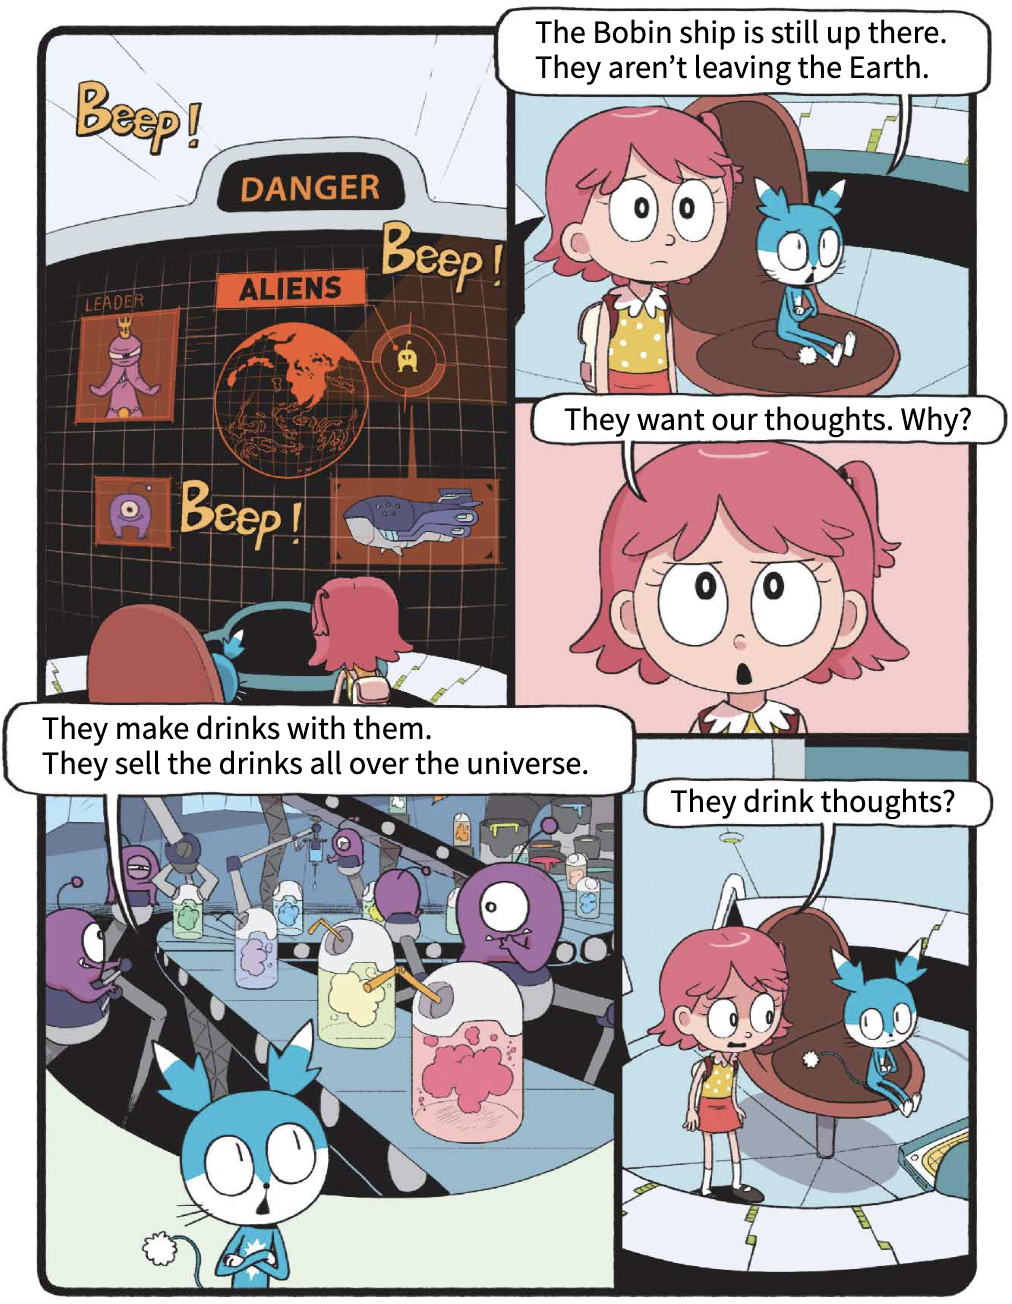 Beep!
DANGER
Beep!
ALIENS
LEADER
Beep!
The Bobin ship is still up there.
They aren’t leaving the Earth.
They want our thoughts. Why?
They make drinks with them.
They sell the drinks all over the universe.
They drink thoughts?